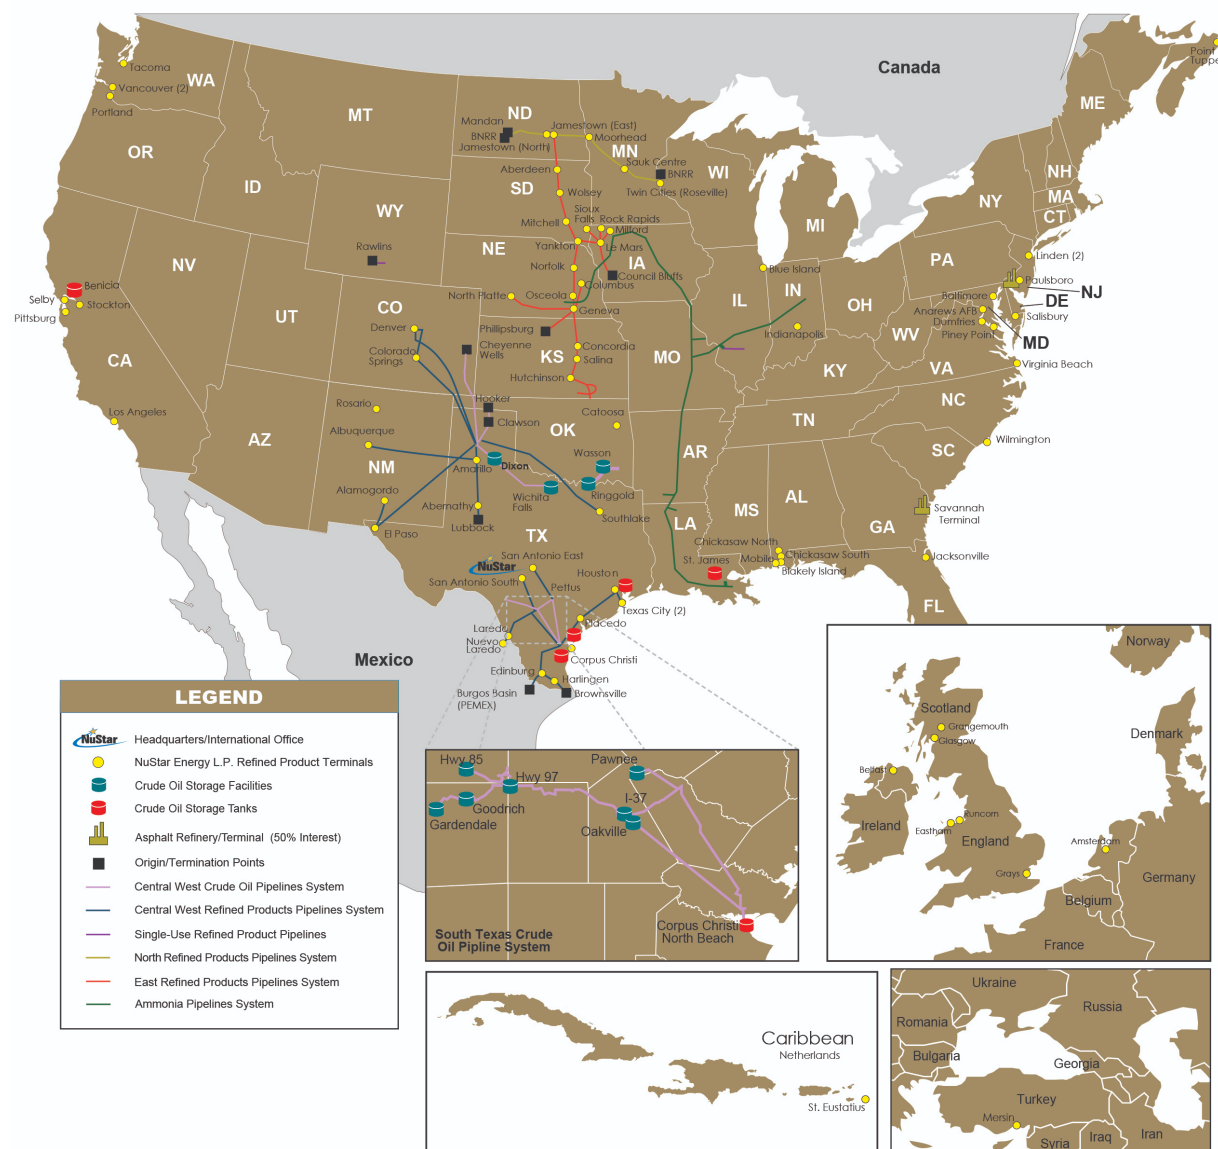 Canada
Point
Tuppe
Tacoma
WA
Vancouver (2)
Portland
MT
ND
Mandan
BNRR
Jamestown (North)
Jamestown (East)
Moorhead
MN
Sauk Centre
BNRR
Twin Cities (Roseville)
WI
ME
NH
MA
CT
NY
OR
ID
WY
Rawlins
Aberdeen
SD
Wolsey
Sioux
Falls
Rock Rapids
Mitchell
Milford
Yankton
Le Mars
IA
Council Bluffs
NE
Norfolk
Columbus
North Platte
Osceola
Geneva
MI
PA
Linden (2)
Paulsboro
NJ
Baltimore
DE
Andrews AFB
Salisbury
Dumfries
Piney Point
MD
Blue Island
IL
IN
OH
Indianapolis
WV
VA
Virginia Beach
KY
NV
UT
CO
Benicia
Selby
Stockton
Pittsburg
CA
Denver
Colorado
Springs
Phillipsburg
Cheyenne
Wells
KS
Concordia
Salina
Hutchinson
MO
Los Angeles
AZ
Rosario
Albuquerque
NM
Alamogordo
El Paso
Hooker
Clawson
OK
Catoosa
Amarillo
Dixon
Wasson
Wichita
Falls
Ringgold
Abernathy
Lubbock
Southlake
TX
AR
TN
NC
SC
Wilmington
MS
AL
GA
LA
Savannah
Terminal
Jacksonville
FL
Chickasaw North
Chickasaw South
Mobile
Blakely Island
St. James
NuStar
San Antonio East
San Antonio South
Pettus
Houston
Texas City (2)
Placedo
Laredo
Nuevo
Laredo
Corpus Christi
Edinburg
Harlingen
Burgos Basin
(PEMEX)
Brownsville
Mexico
LEGEND
NuStar
Headquarters/International Office
NuStar Energy L.P. Refined Product Terminals
Crude Oil Storage Facilities
Crude Oil Storage Tanks
Asphalt Refinery/Terminal (50% Interest)
Origin/Termination Points
Central West Crude Oil Pipelines System
Central West Refined Products Pipelines System
Single-Use Refined Product Pipelines
North Refined Products Pipelines System
East Refined Products Pipelines System
Ammonia Pipelines System
Hwy 85
Hwy 97
Pawnee
I-37
Goodrich
Gardendale
Oakville
Corpus Christi
North Beach
South Texas Crude
Oil Pipline System
Norway
Scotland
Grangemouth
Glasgow
Denmark
Belfast
Ireland
Runcorn
Eastham
England
Amsterdam
Grays
Germany
Belgium
France
Caribbean
Netherlands
St. Eustatius
Ukraine
Russia
Romania
Bulgaria
Georgia
Turkey
Mersin
Syria
Iraq
Iran